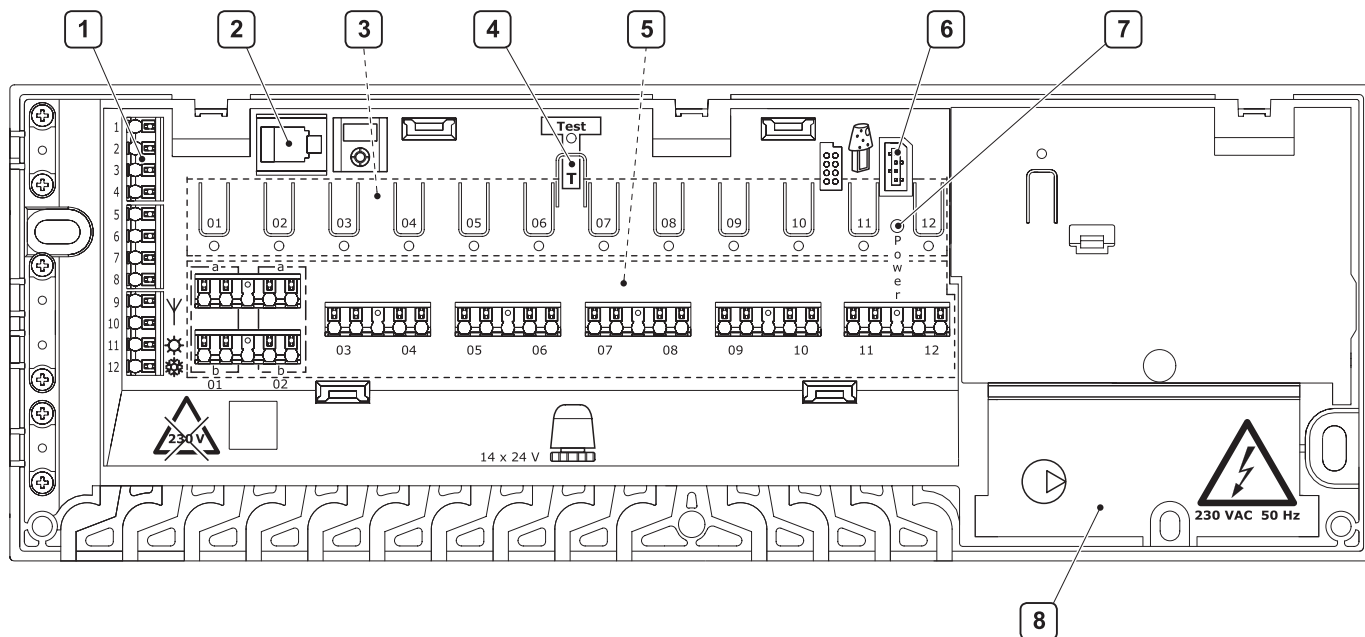 1 2 3 4 5 6 7 8
Test
T
1
2
3
4
5
6
7
8
9
10
11
12
01 02 03 04 05 06 07 08 09 10 11 12
Power
a a
03 04 05 06 07 08 09 10 11 12
b b
01 02
230 V
14 x 24 V
230 VAC 50 Hz